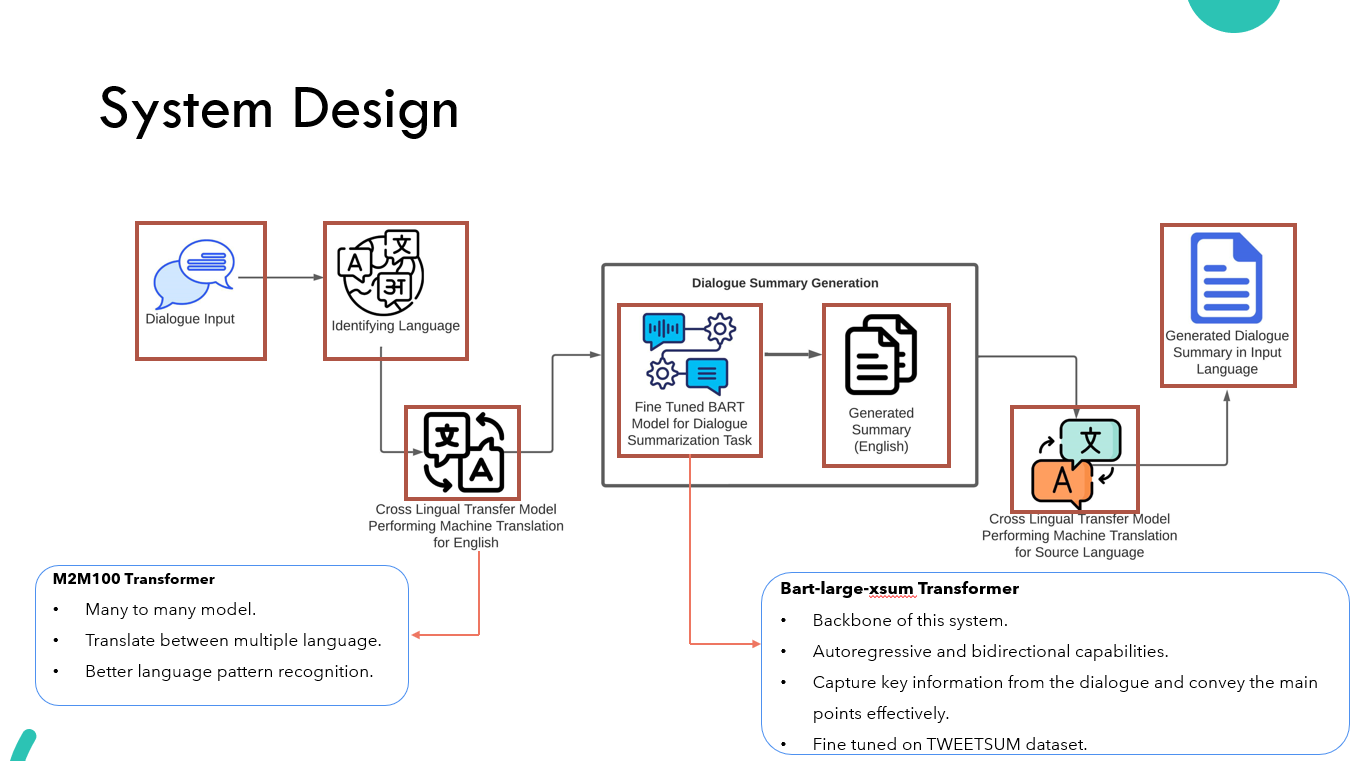 System Design
Dialogue Input
A
文
अ
Identifying Language
文
A
Cross Lingual Transfer Model
Performing Machine Translation
for English
Dialogue Summary Generation
Fine Tuned BART
Model for Dialogue
Summarization Task
Generated
Summary
(English)
文
A
Cross Lingual Transfer Model
Performing Machine Translation
for Source Language
Generated Dialogue
Summary in Input
Language
M2M100 Transformer
• Many to many model.
• Translate between multiple language.
• Better language pattern recognition.
Bart-large-xsum Transformer
• Backbone of this system.
• Autoregressive and bidirectional capabilities.
• Capture key information from the dialogue and convey the main
points effectively.
• Fine tuned on TWEETSUM dataset.